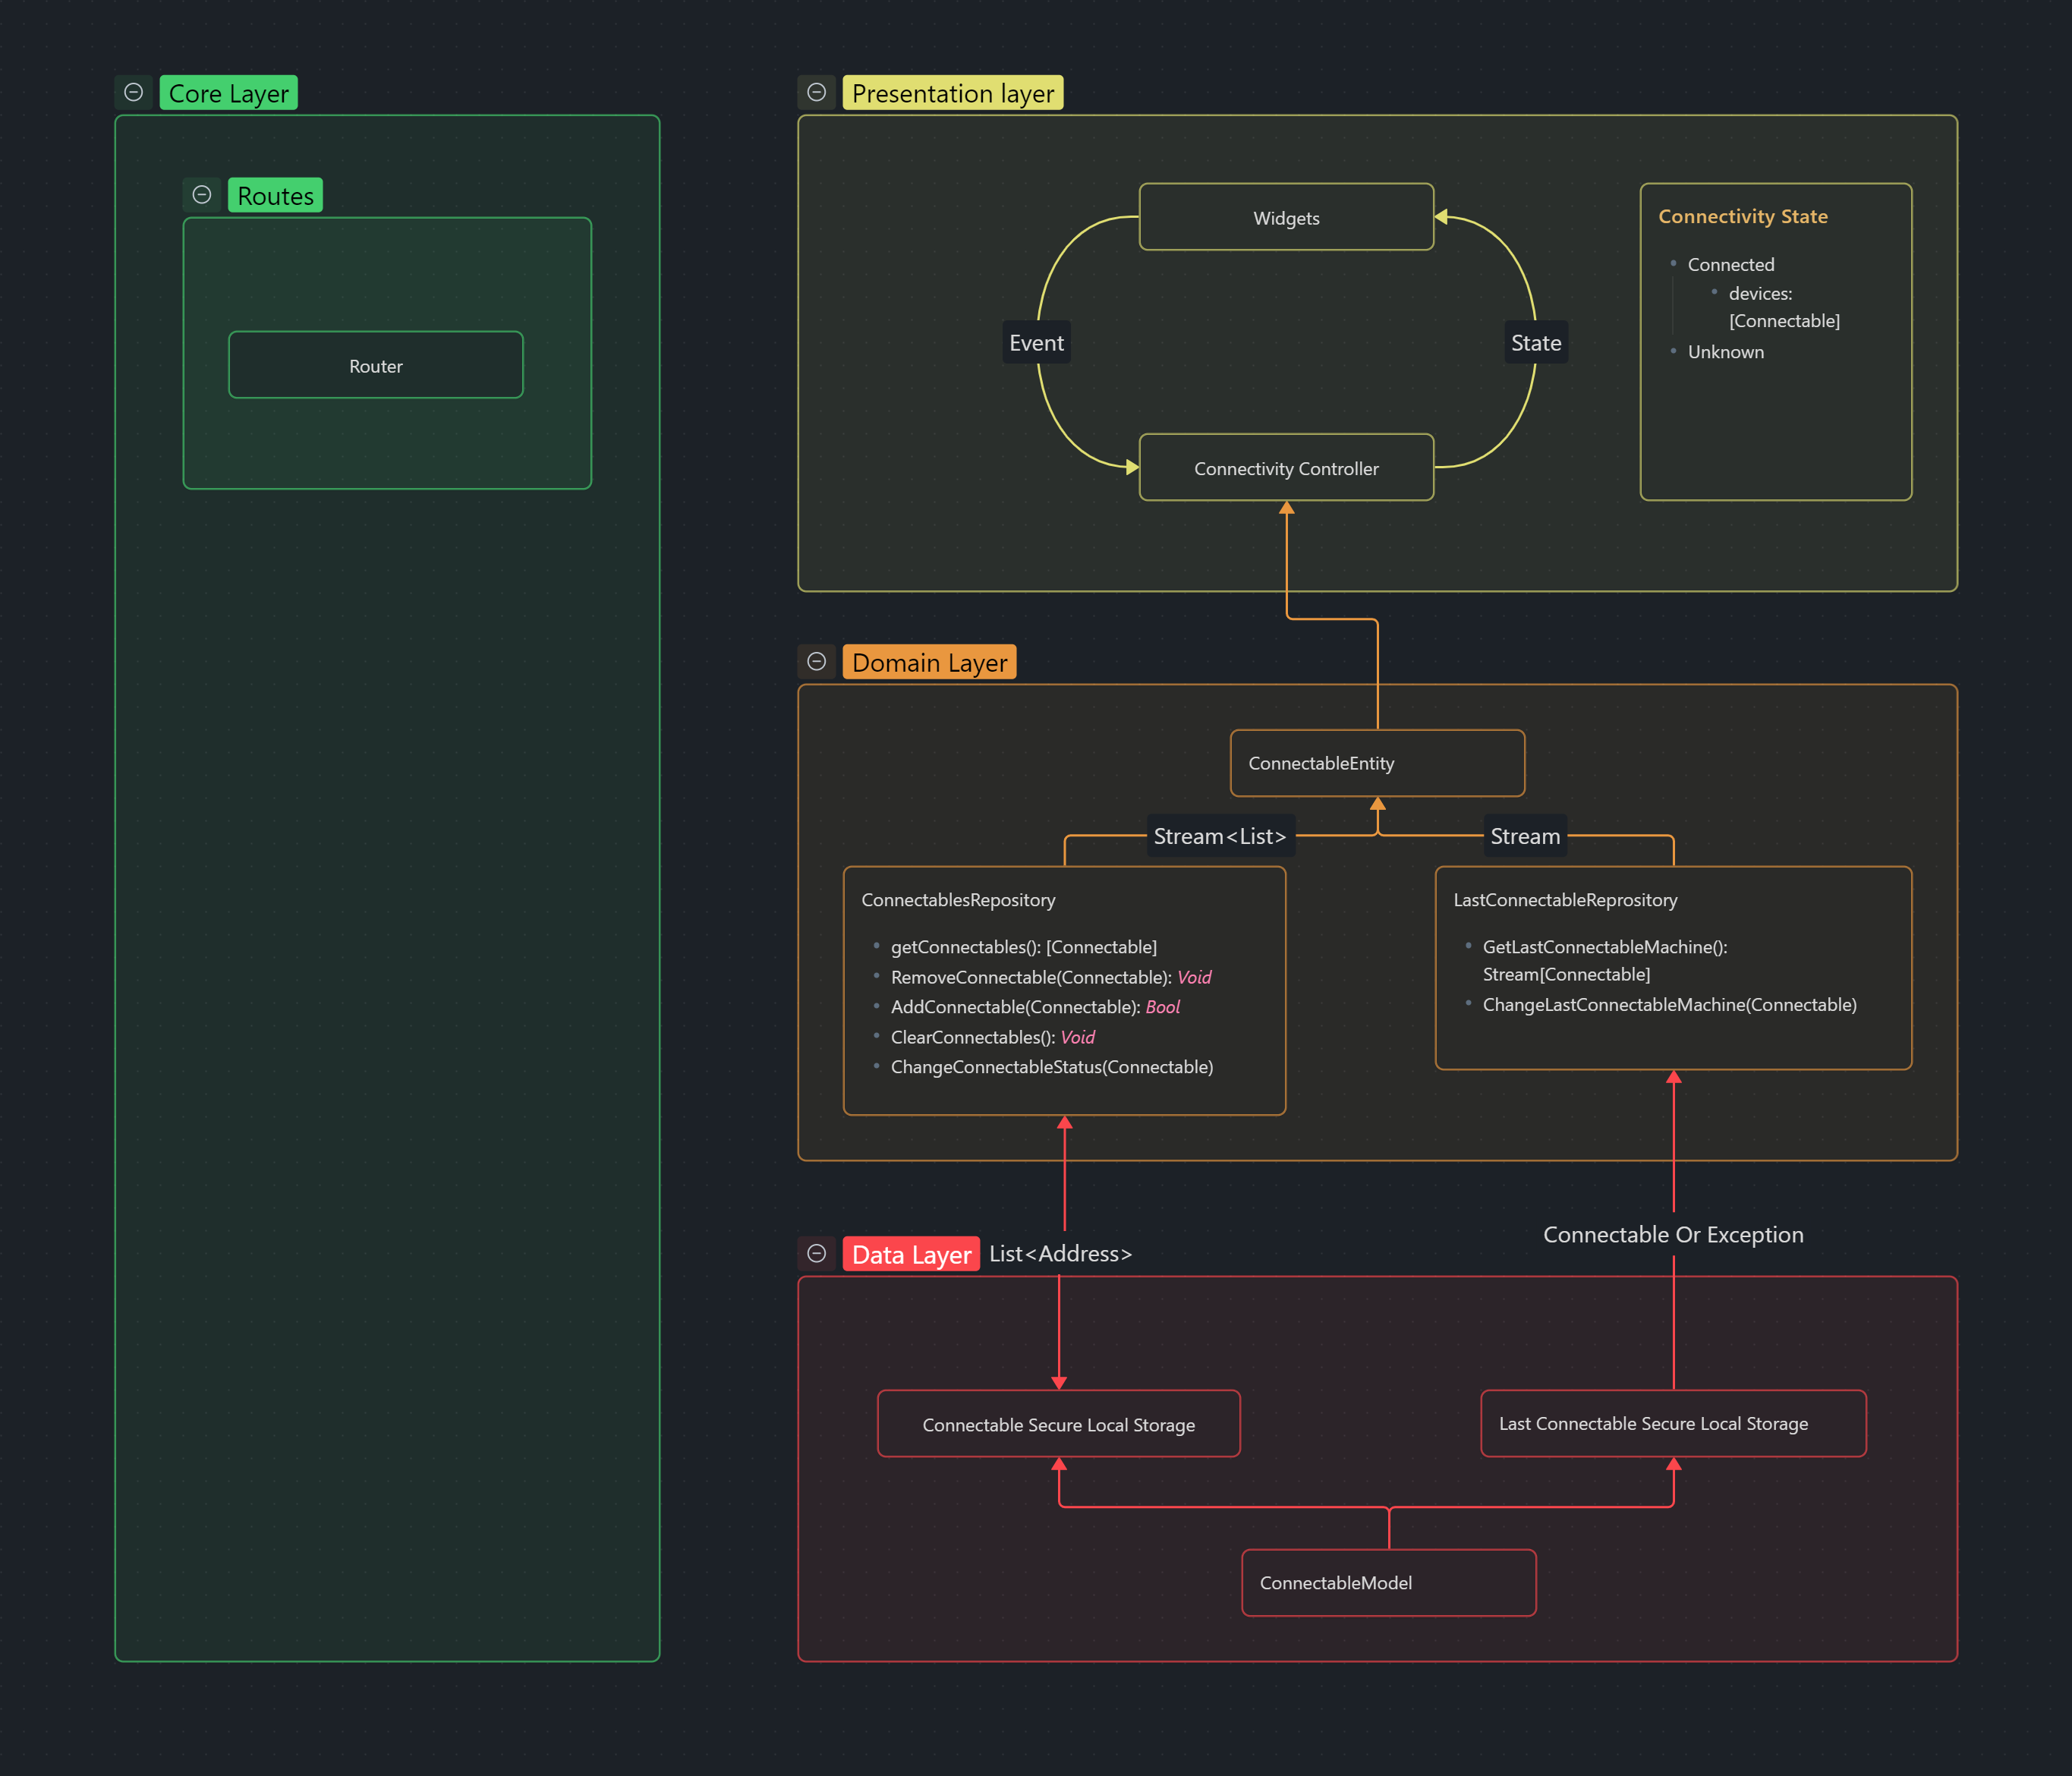 Core Layer
Routes
Router
Presentation layer
Widgets
Event
State
Connectivity Controller
Connectivity State
Connected
devices:
[Connectable]
Unknown
Domain Layer
ConnectableEntity
Stream<List>
Stream
ConnectablesRepository
getConnectables(): [Connectable]
RemoveConnectable(Connectable): Void
AddConnectable(Connectable): Bool
ClearConnectables(): Void
ChangeConnectableStatus(Connectable)
LastConnectableReprository
GetLastConnectableMachine():
Stream[Connectable]
ChangeLastConnectableMachine(Connectable)
Connectable Or Exception
Data Layer
List<Address>
Connectable Secure Local Storage
Last Connectable Secure Local Storage
ConnectableModel